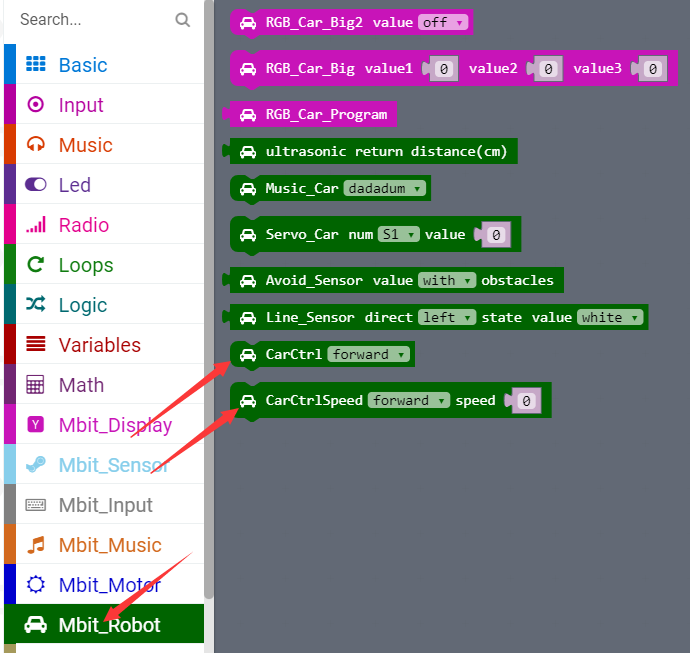 Search...
Basic
Input
Music
Led
Radio
Loops
Logic
Variables
Math
Mbit_Display
Mbit_Sensor
Mbit_Input
Mbit_Music
Mbit_Motor
Mbit_Robot
RGB_Car_Big2 value off
RGB_Car_Big value1 0 value2 0 value3 0
RGB_Car_Program
ultrasonic return distance(cm)
Music_Car dadadum
Servo_Car num S1 value 0
Avoid_Sensor value with obstacles
Line_Sensor direct left state value white
CarCtrl forward
CarCtrlSpeed forward speed 0